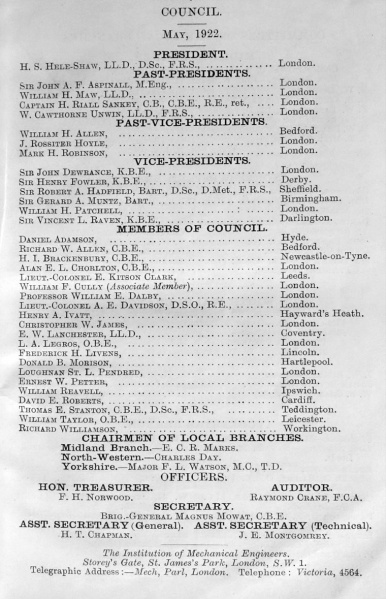 COUNCIL.
MAY, 1922.
PRESIDENT.
H. S. HELE-SHAW, LL.D., D.Sc., F.R.S., .... London.
PAST-PRESIDENTS.
SIR JOHN A. F. ASPINALL, M.Eng., .... London.
WILLIAM H. MAW, LL.D., .... London.
CAPTAIN H. RIALL SANKEY, C.B., C.B.E., R.E., ret., .... London.
W. CAWTHORNE UNWIN, LL.D., F.R.S., .... London.
PAST-VICE-PRESIDENTS.
WILLIAM H. ALLEN, .... Bedford.
J. ROSSITER HOYLE, .... London.
MARK H. ROBINSON, .... London.
VICE-PRESIDENTS.
SIR JOHN DEWRANCE, K.B.E., .... London.
SIR HENRY FOWLER, K.B.E., .... Derby.
SIR ROBERT A. HADFIELD, BART., D.Sc., D.Met., F.R.S., Sheffield.
SIR GERARD A. MUNTZ, BART., .... Birmingham.
WILLIAM H. PATCHELL, .... London.
SIR VINCENT L. RAVEN, K.B.E., .... Darlington.
MEMBERS OF COUNCIL.
DANIEL ADAMSON, .... Hyde.
RICHARD W. ALLEN, C.B.E., .... Bedford.
H. I. BRACKENBURY, C.B.E., .... Newcastle-on-Tyne.
ALAN E. L. CHORLTON, C.B.E., .... London.
LIEUT.-COLONEL E. KITSON CLARK, .... Leeds.
WILLIAM F. CULLY (Associate Member), .... London.
PROFESSOR WILLIAM E. DALBY, .... London.
LIEUT.-COLONEL A. E. DAVIDSON, D.S.O., R.E., .... London.
HENRY A. IVATT, .... Hayward's Heath.
CHRISTOPHER W. JAMES, .... London.
F. W. LANCHESTER, LL.D., .... Coventry.
L. A. LEGROS, O.B.E., .... London.
FREDERICK H. LIVENS, .... Lincoln.
DONALD B. MORISON, .... Hartlepool.
LOUGHNAN ST. L. PENDRED, .... London.
ERNEST W. PETTER, .... London.
WILLIAM REAVELL, .... Ipswich.
DAVID E. ROBERTS, .... Cardiff.
THOMAS E. STANTON, C.B.E., D.Sc., F.R.S., .... Teddington.
WILLIAM TAYLOR, O.B.E., .... Leicester.
RICHARD WILLIAMSON, .... Workington.
CHAIRMEN OF LOCAL BRANCHES.
Midland Branch.—E. C. R. MARKS.
North-Western.—CHARLES DAY.
Yorkshire.—MAJOR F. L. WATSON, M.C., T.D.
OFFICERS.
HON. TREASURER. AUDITOR.
F. H. NORWOOD. RAYMOND CRANE, F.C.A.
SECRETARY.
BRIG.-GENERAL MAGNUS MOWAT, C.B.E.
ASST. SECRETARY (General). ASST. SECRETARY (Technical).
H. T. CHAPMAN. J. E. MONTGOMREY.
The Institution of Mechanical Engineers.
Storey's Gate, St. James's Park, London, S.W. 1.
Telegraphic Address :—Mech, Parl, London. Telephone : Victoria, 4564.